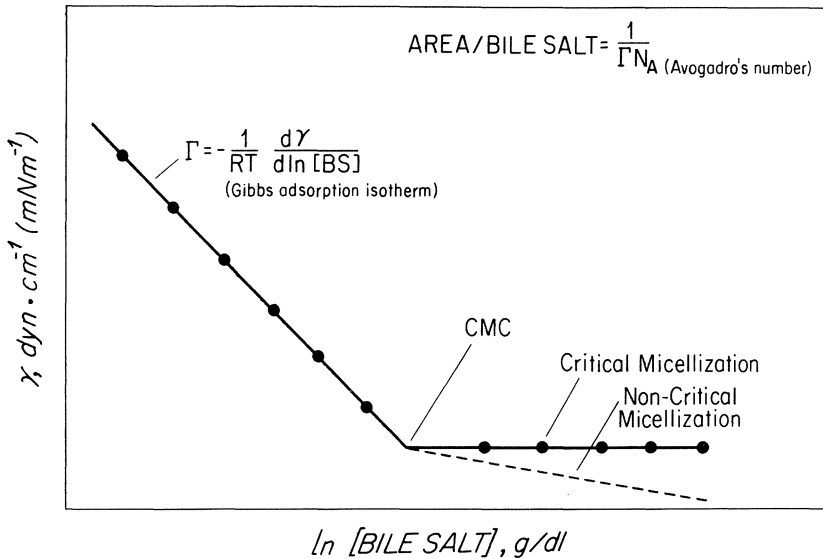 AREA/BILE SALT = 1/ΓN_A (Avogadro's number)
Γ = - 1/RT dγ/dln [BS]
(Gibbs adsorption isotherm)
CMC
Critical Micellization
Non-Critical
Micellization
γ, dyn·cm⁻¹ (mNm⁻¹)
ln [BILE SALT], g/dl